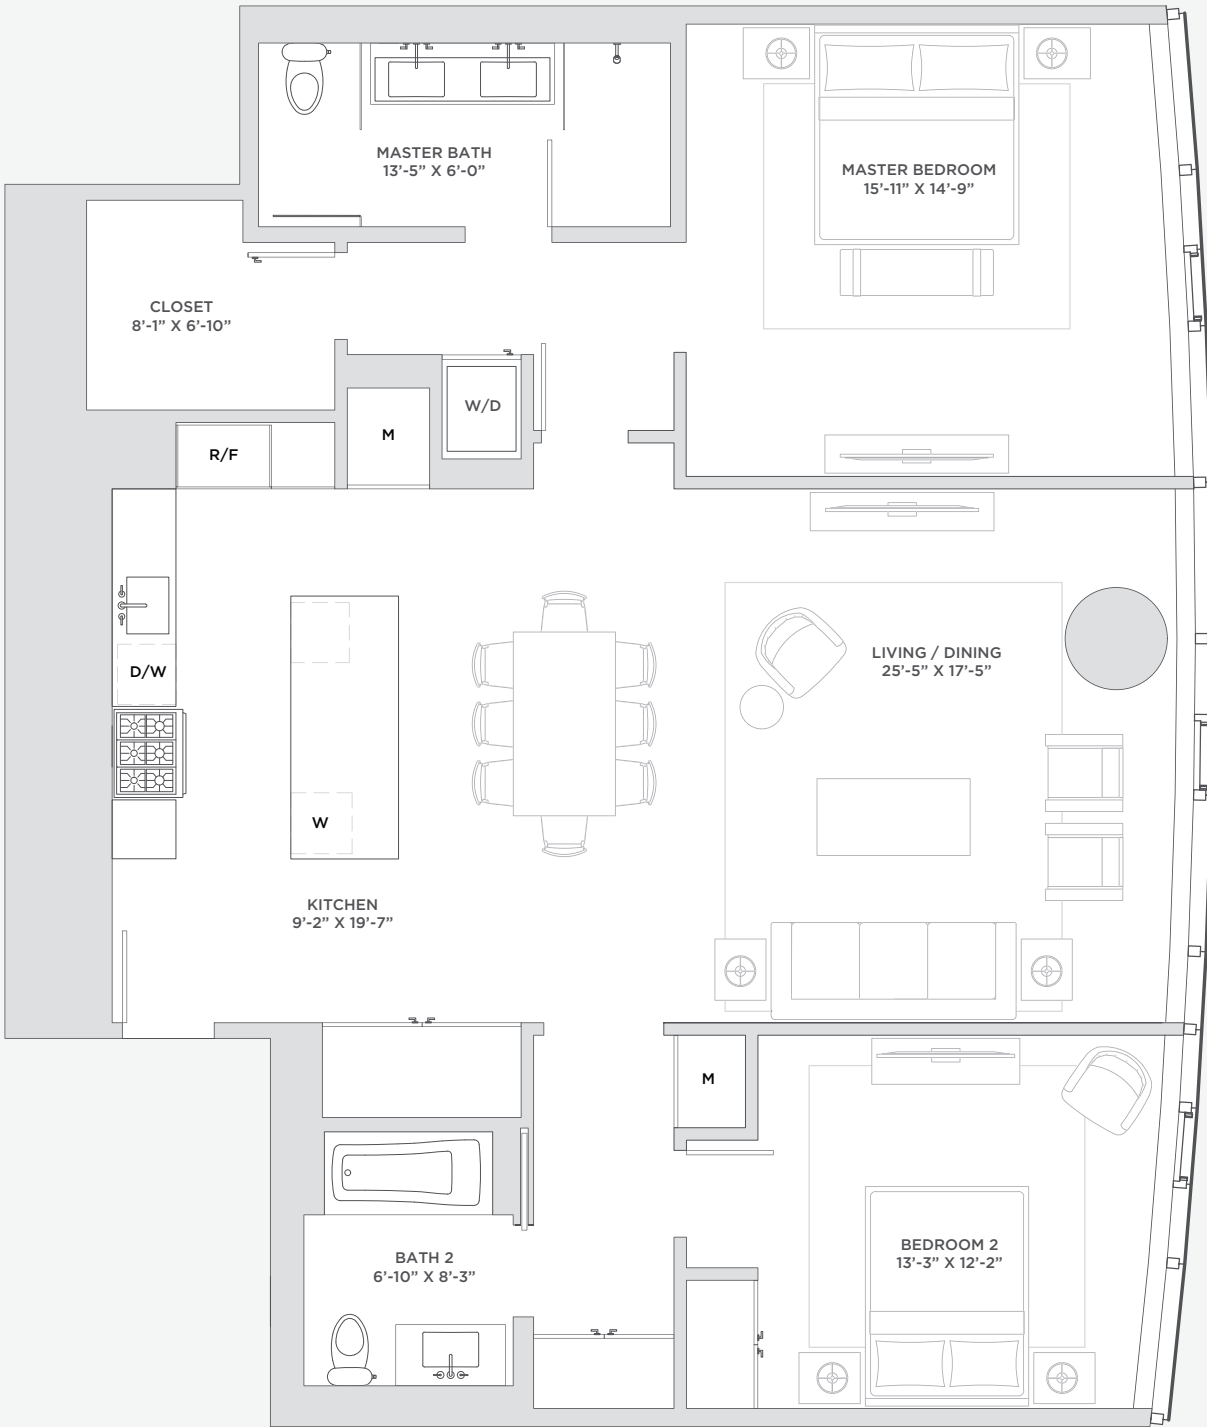 MASTER BATH
13’-5” X 6’-0”
MASTER BEDROOM
15’-11” X 14’-9”
CLOSET
8’-1” X 6’-10”
W/D
M
R/F
D/W
LIVING / DINING
25’-5” X 17’-5”
W
KITCHEN
9’-2” X 19’-7”
M
BATH 2
6’-10” X 8’-3”
BEDROOM 2
13’-3” X 12’-2”